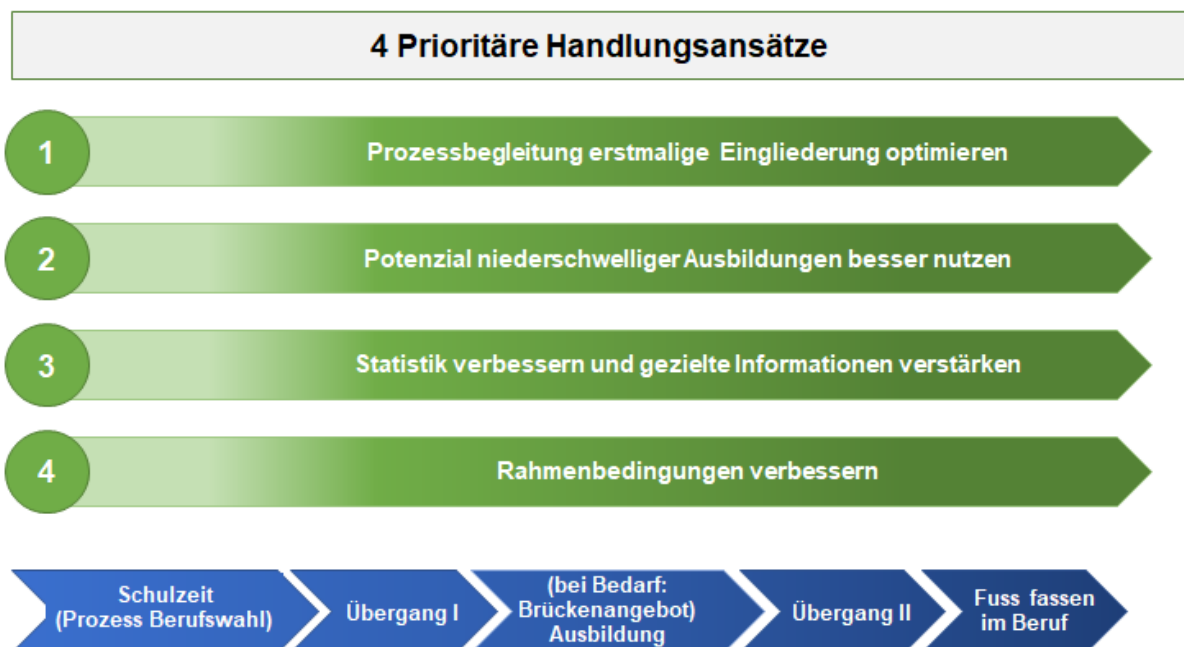 4 Prioritäre Handlungsansätze
1
Prozessbegleitung erstmalige Eingliederung optimieren
2
Potenzial niederschwelliger Ausbildungen besser nutzen
3
Statistik verbessern und gezielte Informationen verstärken
4
Rahmenbedingungen verbessern
Schulzeit
(Prozess Berufswahl)
Übergang I
(bei Bedarf:
Brückenangebot)
Ausbildung
Übergang II
Fuss fassen
im Beruf